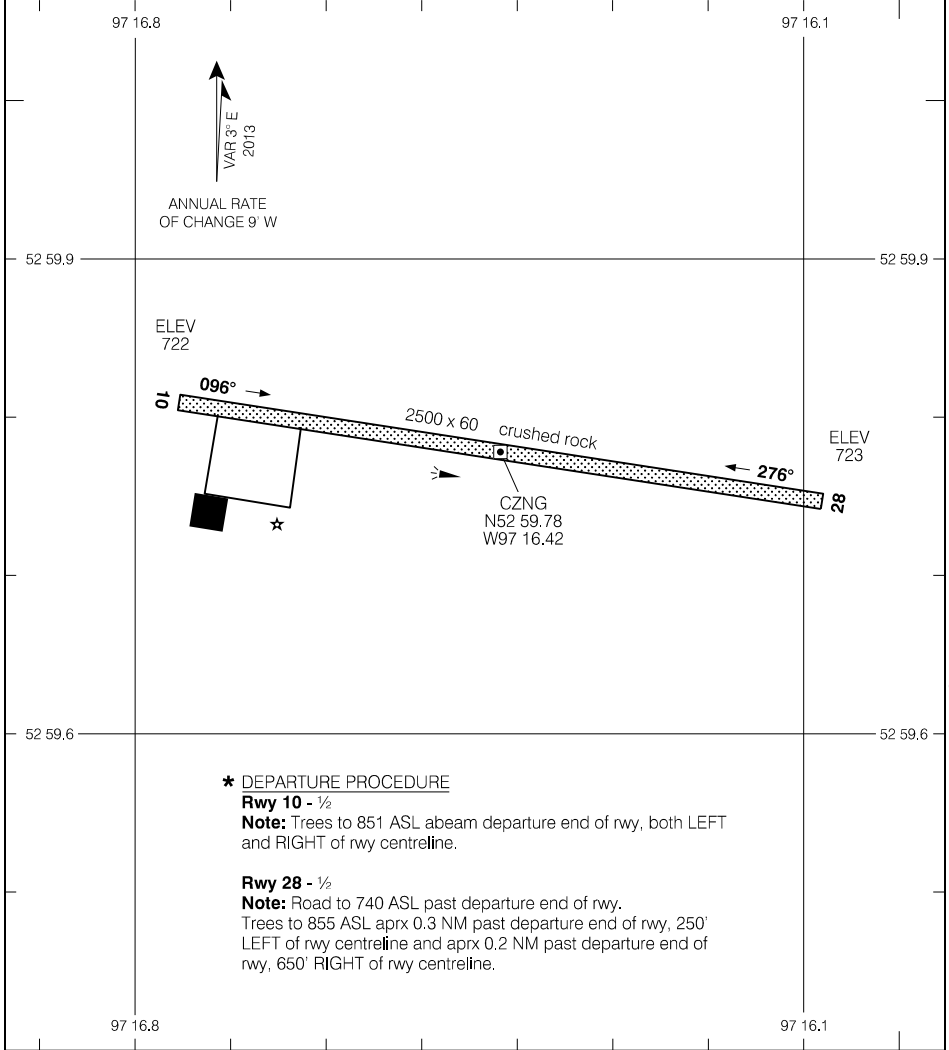 97 16.8
97 16.1
VAR 3° E
2013
ANNUAL RATE
OF CHANGE 9' W
52 59.9
52 59.9
ELEV
722
10
096°
2500 x 60
crushed rock
ELEV
723
276°
28
CZNG
N52 59.78
W97 16.42
52 59.6
52 59.6
* DEPARTURE PROCEDURE
Rwy 10 - ½
Note: Trees to 851 ASL abeam departure end of rwy, both LEFT
and RIGHT of rwy centreline.
Rwy 28 - ½
Note: Road to 740 ASL past departure end of rwy.
Trees to 855 ASL aprx 0.3 NM past departure end of rwy, 250'
LEFT of rwy centreline and aprx 0.2 NM past departure end of
rwy, 650' RIGHT of rwy centreline.
97 16.8
97 16.1